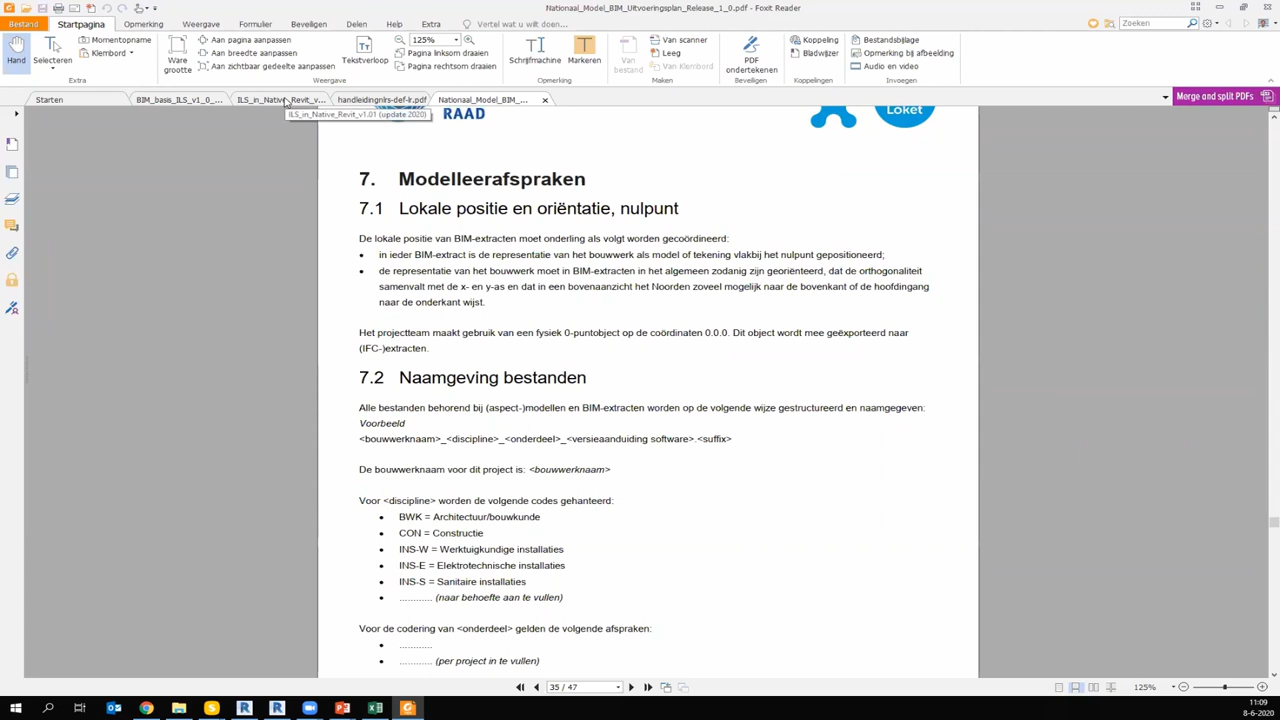 Nationaal_Model_BIM_Uitvoeringsplan_Release_1_0.pdf - Foxit Reader
Bestand Startpagina Opmerking Weergave Formulier Beveiligen Delen Help Extra Vertel wat u wilt doen... Zoeken
Hand
Selecteren
Momentopname
Klembord
Extra
Ware grootte
Aan pagina aanpassen
Aan breedte aanpassen
Aan zichtbaar gedeelte aanpassen
Tekstverloop
125%
Pagina linksom draaien
Pagina rechtsom draaien
Weergave
Schrijfmachine
Markeren
Opmerking
Van bestand
Van scanner
Leeg
Van Klembord
Maken
PDF ondertekenen
Beveiligen
Koppeling
Bladwijzer
Koppelingen
Bestandsbijlage
Opmerking bij afbeelding
Audio en video
Invoegen
Starten BIM_basis_ILS_v1_0_... ILS_in_Native_Revit_v... handleidingnlrs-def-lr.pdf Nationaal_Model_BIM_... Merge and split PDFs
ILS_in_Native_Revit_v1.01 (update 2020)
RAAD Loket
7. Modelleerafspraken
7.1 Lokale positie en oriëntatie, nulpunt
De lokale positie van BIM-extracten moet onderling als volgt worden gecoördineerd:
• in ieder BIM-extract is de representatie van het bouwwerk als model of tekening vlakbij het nulpunt gepositioneerd;
• de representatie van het bouwwerk moet in BIM-extracten in het algemeen zodanig zijn georiënteerd, dat de orthogonaliteit
samenvalt met de x- en y-as en dat in een bovenaanzicht het Noorden zoveel mogelijk naar de bovenkant of de hoofdingang
naar de onderkant wijst.
Het projectteam maakt gebruik van een fysiek 0-puntobject op de coördinaten 0.0.0. Dit object wordt mee geëxporteerd naar
(IFC-)extracten.
7.2 Naamgeving bestanden
Alle bestanden behorend bij (aspect-)modellen en BIM-extracten worden op de volgende wijze gestructureerd en naamgegeven:
Voorbeeld
<bouwwerknaam>_<discipline>_<onderdeel>_<versieaanduiding software>.<suffix>
De bouwwerknaam voor dit project is: <bouwwerknaam>
Voor <discipline> worden de volgende codes gehanteerd:
• BWK = Architectuur/bouwkunde
• CON = Constructie
• INS-W = Werktuigkundige installaties
• INS-E = Elektrotechnische installaties
• INS-S = Sanitaire installaties
• ............ (naar behoefte aan te vullen)
Voor de codering van <onderdeel> gelden de volgende afspraken:
• ............
• ............ (per project in te vullen)
35 / 47 125%
11:09
8-6-2020